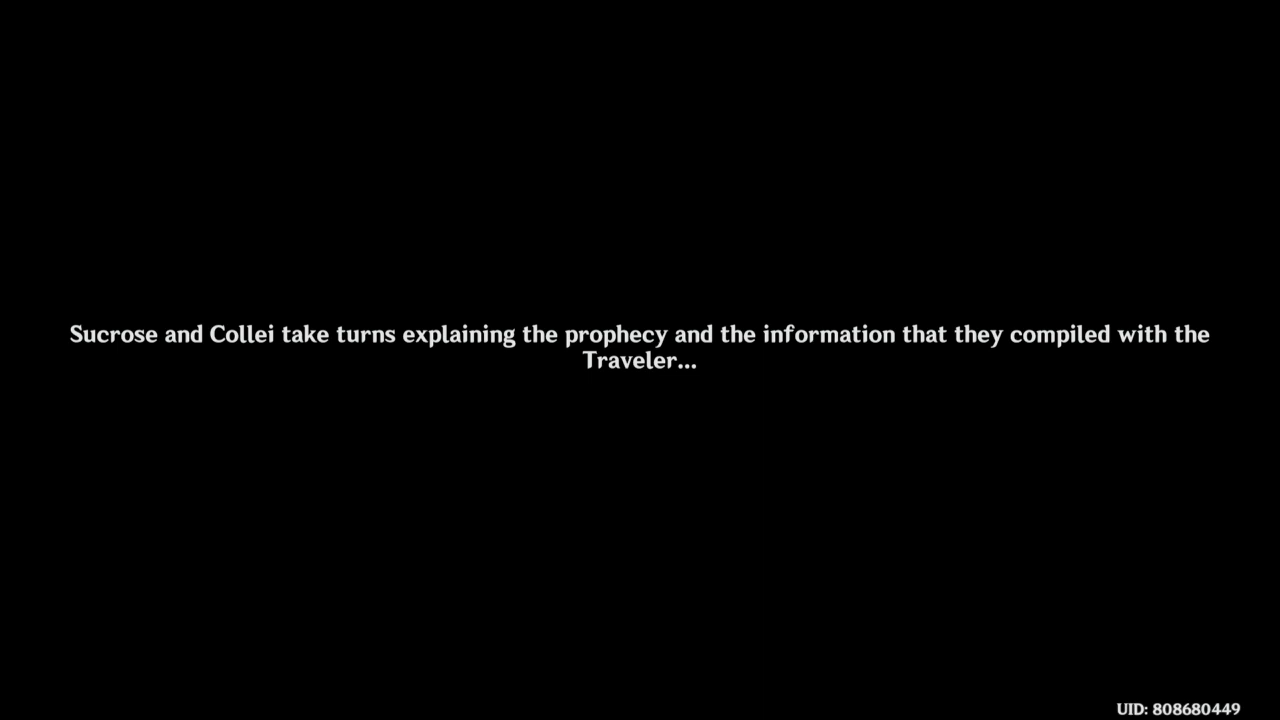 Sucrose and Collei take turns explaining the prophecy and the information that they compiled with the
Traveler...
UID: 808680449